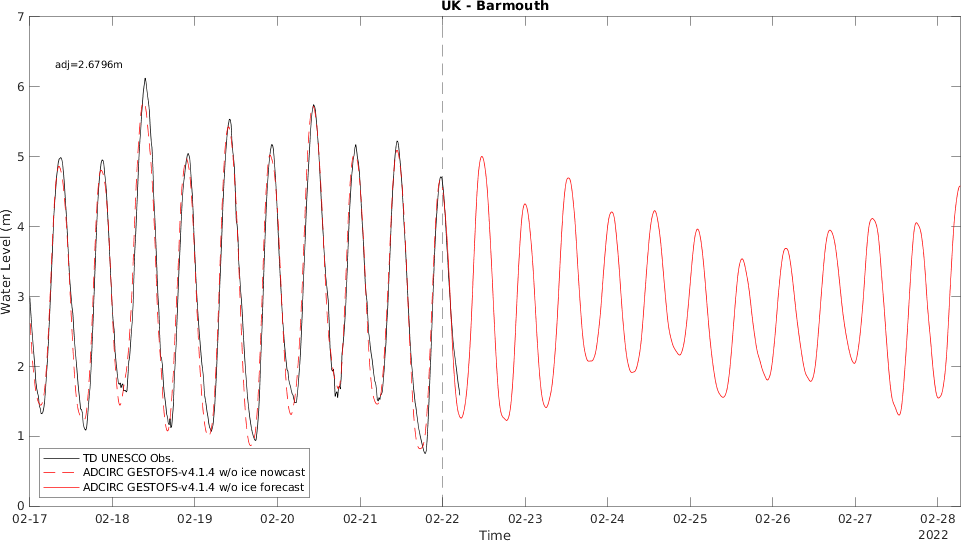 UK - Barmouth
7
adj=2.6796m
6
5
4
3
2
1
0
Water Level (m)
TD UNESCO Obs.
ADCIRC GESTOFS-v4.1.4 w/o ice nowcast
ADCIRC GESTOFS-v4.1.4 w/o ice forecast
02-17 02-18 02-19 02-20 02-21 02-22 02-23 02-24 02-25 02-26 02-27 02-28
Time 2022